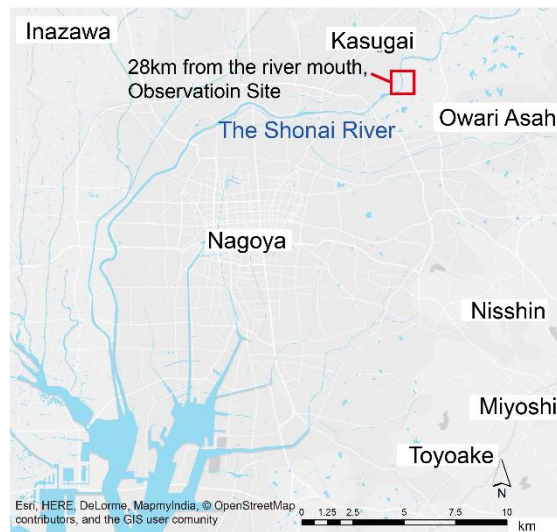 Inazawa
Kasugai
28km from the river mouth,
Observatioin Site
Owari Asah
The Shonai River
Nagoya
Nisshin
Miyoshi
Toyoake
N
Esri, HERE, DeLorme, MapmyIndia, © OpenStreetMap
contributors, and the GIS user comunity
0 1.25 2.5 5 7.5 10
km